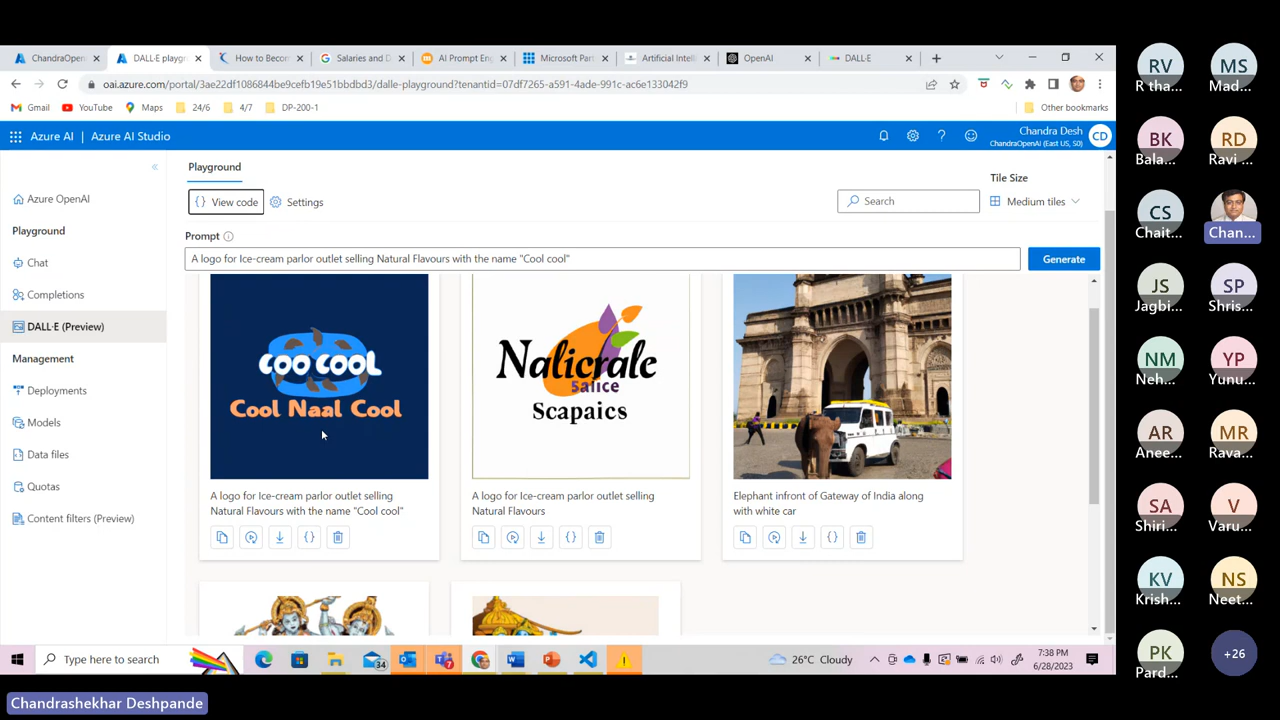 ChandraOpen
DALL·E playgro
How to Becon
Salaries and D
AI Prompt Eng
Microsoft Part
Artificial Intelli
OpenAI
DALL·E
oai.azure.com/portal/3ae22df1086844be9cefb19e51bbdbd3/dalle-playground?tenantid=07df7265-a591-4ade-991c-ac6e133042f9
Gmail
YouTube
Maps
24/6
4/7
DP-200-1
Other bookmarks
Azure AI | Azure AI Studio
Chandra Desh
ChandraOpenAI (East US, S0)
CD
Azure OpenAI
Playground
Chat
Completions
DALL·E (Preview)
Management
Deployments
Models
Data files
Quotas
Content filters (Preview)
Playground
View code
Settings
Tile Size
Search
Medium tiles
Prompt
A logo for Ice-cream parlor outlet selling Natural Flavours with the name "Cool cool"
Generate
COO COOL
Cool Naal Cool
A logo for Ice-cream parlor outlet selling
Natural Flavours with the name "Cool cool"
Nalicrale
Salice
Scapaics
A logo for Ice-cream parlor outlet selling
Natural Flavours
Elephant infront of Gateway of India along
with white car
Type here to search
34
26°C Cloudy
7:38 PM
6/28/2023
Chandrashekhar Deshpande
RV
R tha...
MS
Mad...
BK
Bala...
RD
Ravi ...
CS
Chait...
Chan...
JS
Jagbi...
SP
Shris...
NM
Neh...
YP
Yunu...
AR
Anee...
MR
Rava...
SA
Shiri...
V
Varu...
KV
Krish...
NS
Neet...
PK
Pard...
+26